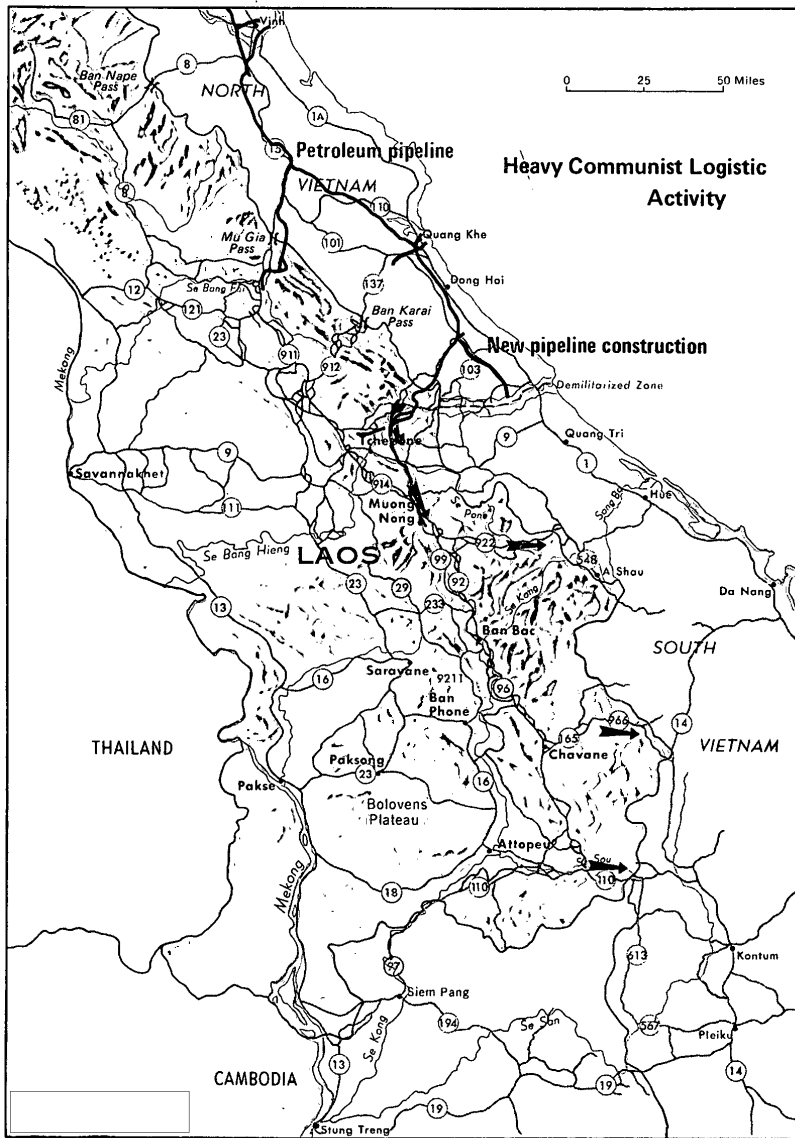 Vinh
0 25 50 Miles
Ban Nape
Pass
8
NORTH
1A
81
15
Petroleum pipeline
Heavy Communist Logistic
Activity
8
VIETNAM
110
Mu Gia
Pass
101
Quang Khe
137
Dong Hoi
12
Se Bang Fai
121
Ban Karai
Pass
23
911
912
New pipeline construction
Mekong
103
Demilitarized Zone
Tchepone
9
9
Quang Tri
1
Savannakhet
914
Muong
Nong
Se
Pone
Song Bo
Hue
111
922
Se Bang Hieng
LAOS
99
548
A Shau
23
29
92
Da Nang
13
233
Se Kong
Ban Bac
SOUTH
Saravane
16
9211
Ban
Phone
96
966
14
THAILAND
165
VIETNAM
Chavane
Paksong
23
16
Pakse
Bolovens
Plateau
Attopeu
Se Sou
Mekong
18
110
110
97
613
Kontum
Siem Pang
194
Se San
567
Pleiku
Se Kong
13
CAMBODIA
19
14
19
Stung Treng